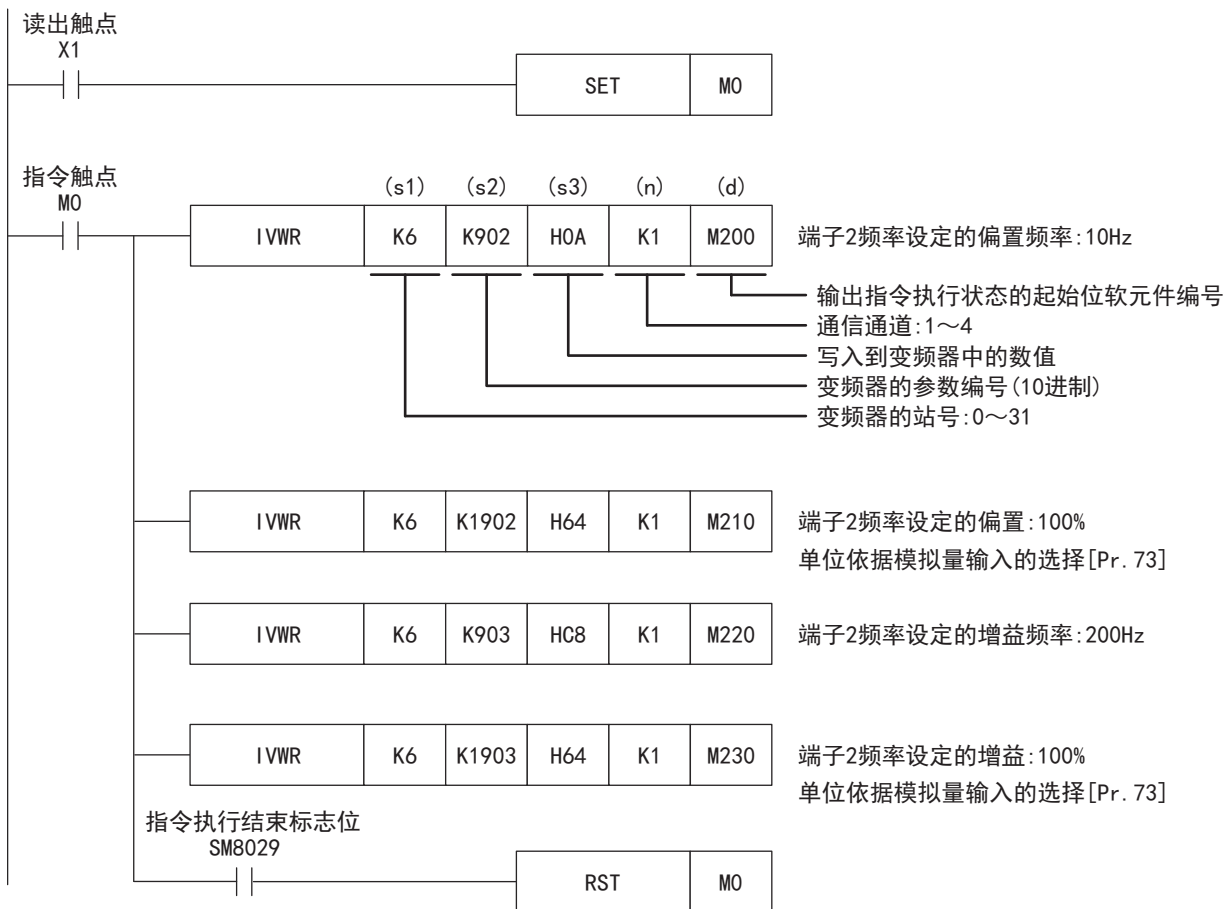 读出触点
X1
SET M0
指令触点
M0
(s1) (s2) (s3) (n) (d)
IVWR K6 K902 H0A K1 M200 端子2频率设定的偏置频率:10Hz
输出指令执行状态的起始位软元件编号
通信通道:1～4
写入到变频器中的数值
变频器的参数编号(10进制)
变频器的站号:0～31
IVWR K6 K1902 H64 K1 M210 端子2频率设定的偏置:100%
单位依据模拟量输入的选择[Pr.73]
IVWR K6 K903 HC8 K1 M220 端子2频率设定的增益频率:200Hz
IVWR K6 K1903 H64 K1 M230 端子2频率设定的增益:100%
单位依据模拟量输入的选择[Pr.73]
指令执行结束标志位
SM8029
RST M0